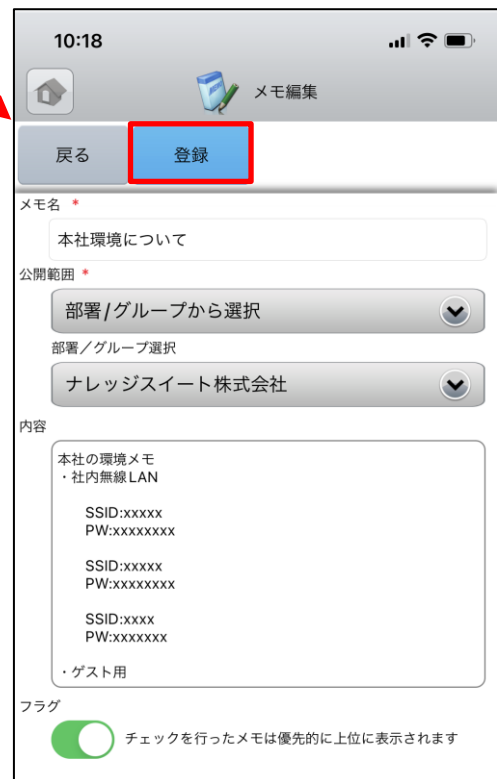 10:18
メモ編集
戻る 登録
メモ名 *
本社環境について
公開範囲 *
部署/グループから選択
部署／グループ選択
ナレッジスイート株式会社
内容
本社の環境メモ
・社内無線LAN
SSID:xxxxx
PW:xxxxxxxx
SSID:xxxxx
PW:xxxxxxxx
SSID:xxxx
PW:xxxxxxx
・ゲスト用
フラグ
チェックを行ったメモは優先的に上位に表示されます